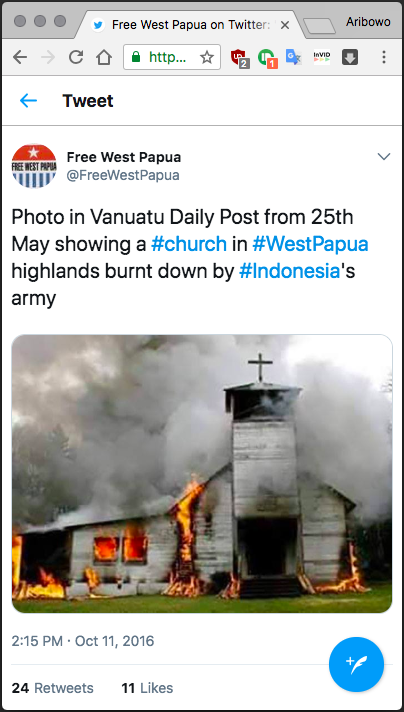 Free West Papua on Twitter:
Aribowo
http...
2
1
InVID
Tweet
FREE WEST PAPUA
Free West Papua
@FreeWestPapua
Photo in Vanuatu Daily Post from 25th
May showing a #church in #WestPapua
highlands burnt down by #Indonesia's
army
2:15 PM · Oct 11, 2016
24 Retweets 11 Likes